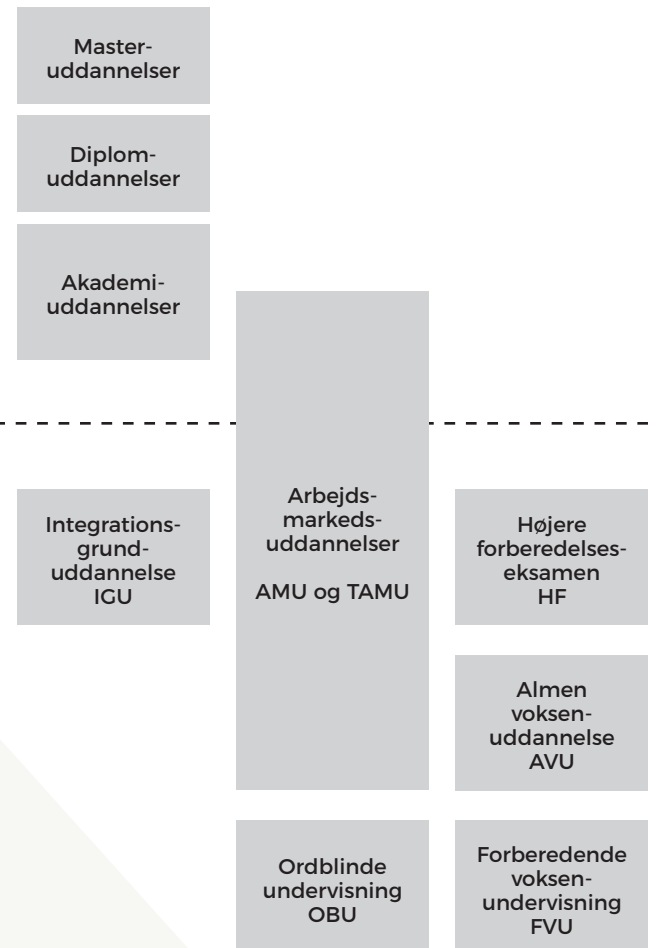 Master-
uddannelser
Diplom-
uddannelser
Akademi-
uddannelser
Integrations-
grund-
uddannelse
IGU
Arbejds-
markeds-
uddannelser
AMU og TAMU
Højere
forberedelses-
eksamen
HF
Almen
voksen-
uddannelse
AVU
Ordblinde
undervisning
OBU
Forberedende
voksen-
undervisning
FVU